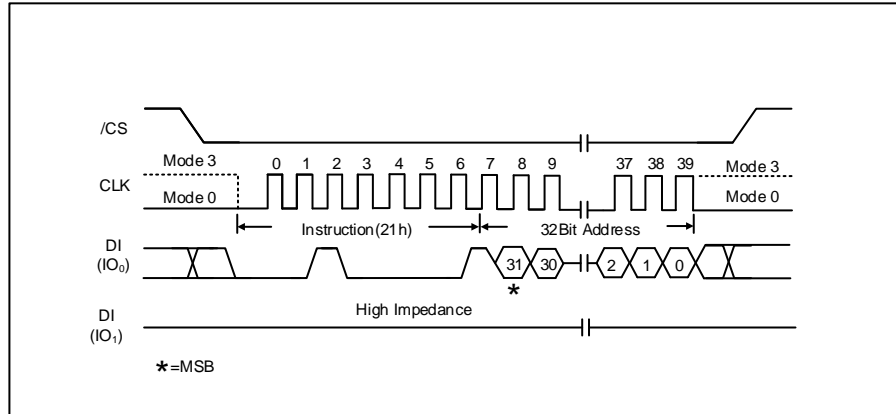 /CS
Mode 3 0 1 2 3 4 5 6 7 8 9 37 38 39 Mode 3
CLK
Mode 0 Mode 0
Instruction(21h) 32Bit Address
DI
(IO₀) 31 30 2 1 0
*
High Impedance
DI
(IO₁)
*=MSB